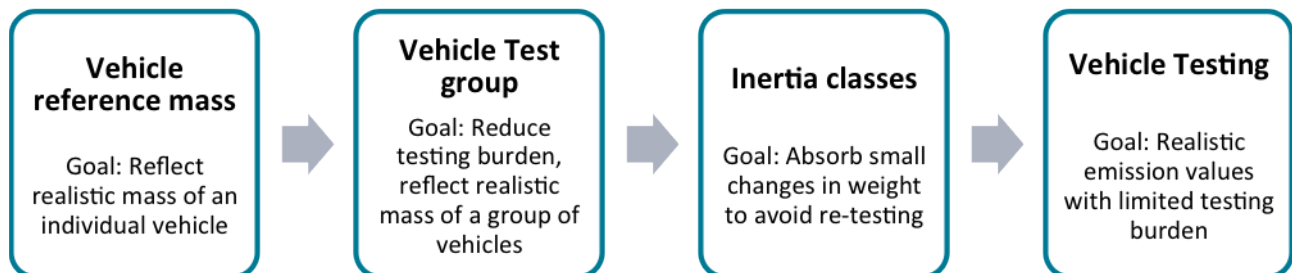 Vehicle
reference mass
Goal: Reflect
realistic mass of an
individual vehicle
Vehicle Test
group
Goal: Reduce
testing burden,
reflect realistic
mass of a group of
vehicles
Inertia classes
Goal: Absorb small
changes in weight
to avoid re-testing
Vehicle Testing
Goal: Realistic
emission values
with limited testing
burden